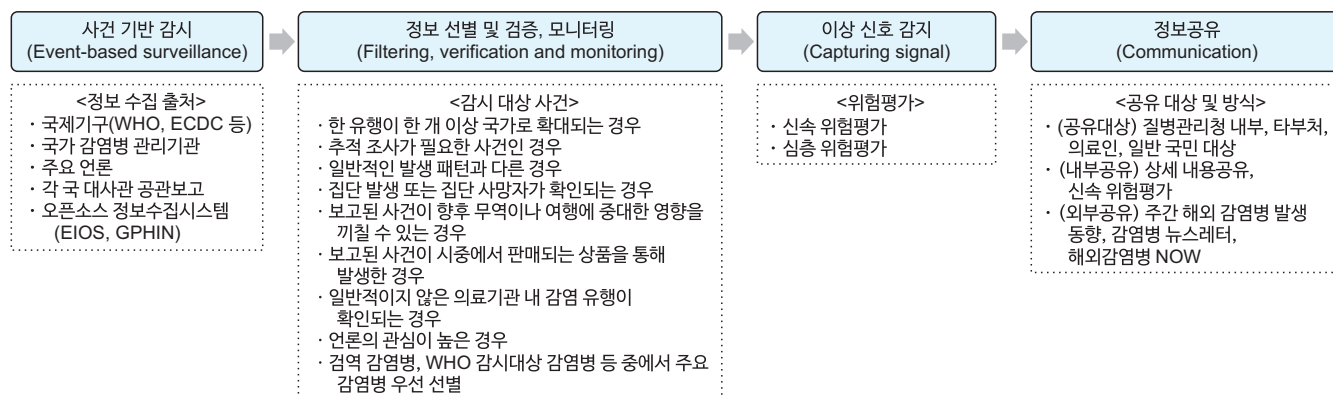 사건 기반 감시
(Event-based surveillance)
<정보 수집 출처>
· 국제기구(WHO, ECDC 등)
· 국가 감염병 관리기관
· 주요 언론
· 각 국 대사관 공관보고
· 오픈소스 정보수집시스템
(EIOS, GPHIN)
정보 선별 및 검증, 모니터링
(Filtering, verification and monitoring)
<감시 대상 사건>
· 한 유행이 한 개 이상 국가로 확대되는 경우
· 추적 조사가 필요한 사건인 경우
· 일반적인 발생 패턴과 다른 경우
· 집단 발생 또는 집단 사망자가 확인되는 경우
· 보고된 사건이 향후 무역이나 여행에 중대한 영향을
끼칠 수 있는 경우
· 보고된 사건이 시중에서 판매되는 상품을 통해
발생한 경우
· 일반적이지 않은 의료기관 내 감염 유행이
확인되는 경우
· 언론의 관심이 높은 경우
· 검역 감염병, WHO 감시대상 감염병 등 중에서 주요
감염병 우선 선별
이상 신호 감지
(Capturing signal)
<위험평가>
· 신속 위험평가
· 심층 위험평가
정보공유
(Communication)
<공유 대상 및 방식>
· (공유대상) 질병관리청 내부, 타부처,
의료인, 일반 국민 대상
· (내부공유) 상세 내용공유,
신속 위험평가
· (외부공유) 주간 해외 감염병 발생
동향, 감염병 뉴스레터,
해외감염병 NOW